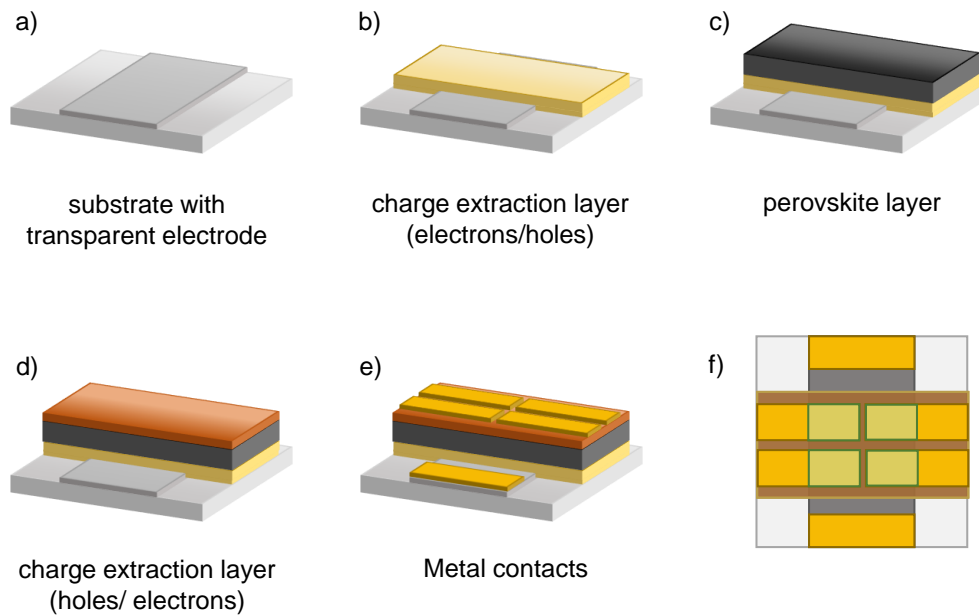 a)
b)
c)
substrate with
transparent electrode
charge extraction layer
(electrons/holes)
perovskite layer
d)
e)
f)
charge extraction layer
(holes/ electrons)
Metal contacts